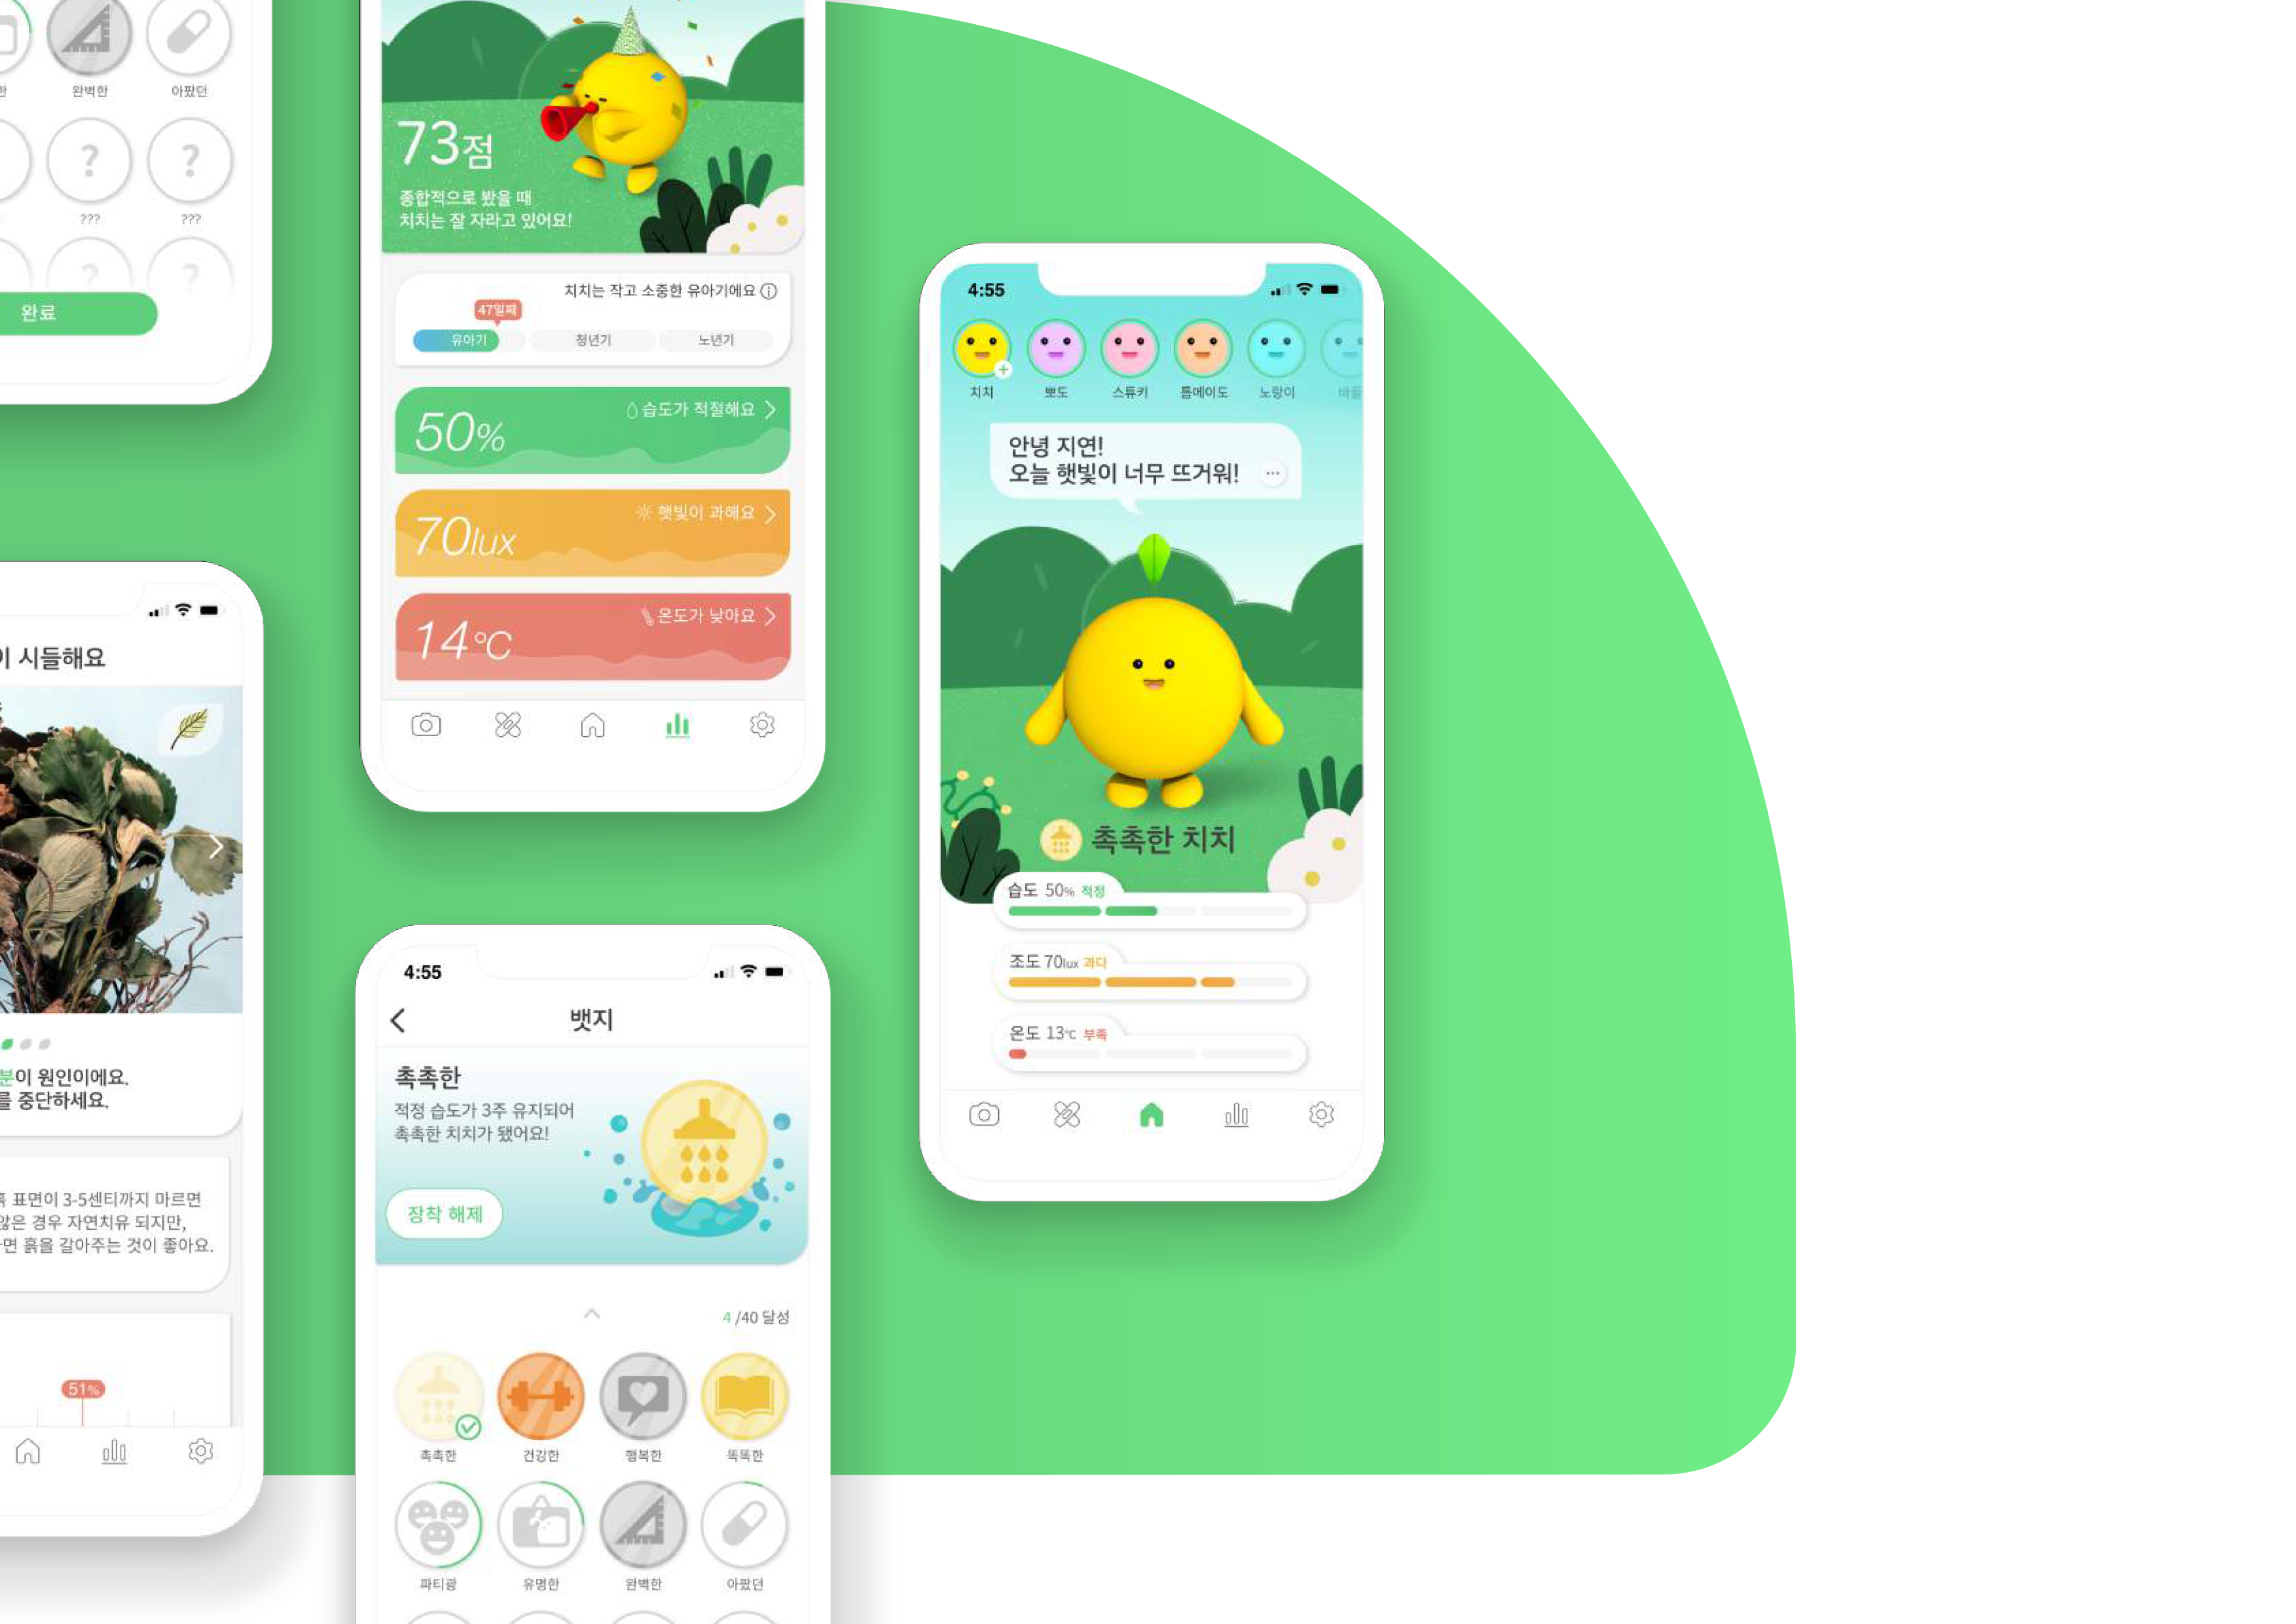 완벽한
아팠던
???
???
완료
이 시들해요
분이 원인이에요.
를 중단하세요.
표면이 3-5센티까지 마르면
않은 경우 자연치유 되지만,
면 흙을 갈아주는 것이 좋아요.
51%
73점
종합적으로 봤을 때
치치는 잘 자라고 있어요!
치치는 작고 소중한 유아기에요
47일째
유아기
청년기
노년기
습도가 적절해요
50%
햇빛이 과해요
70lux
온도가 낮아요
14°C
4:55
뱃지
촉촉한
적정 습도가 3주 유지되어
촉촉한 치치가 됐어요!
장착 해제
4 /40 달성
촉촉한
건강한
행복한
똑똑한
파티광
유명한
완벽한
아팠던
4:55
치치
뽀도
스튜키
틈메이도
노랑이
안녕 지연!
오늘 햇빛이 너무 뜨거워!
촉촉한 치치
습도 50% 적정
조도 70lux 과다
온도 13°C 부족